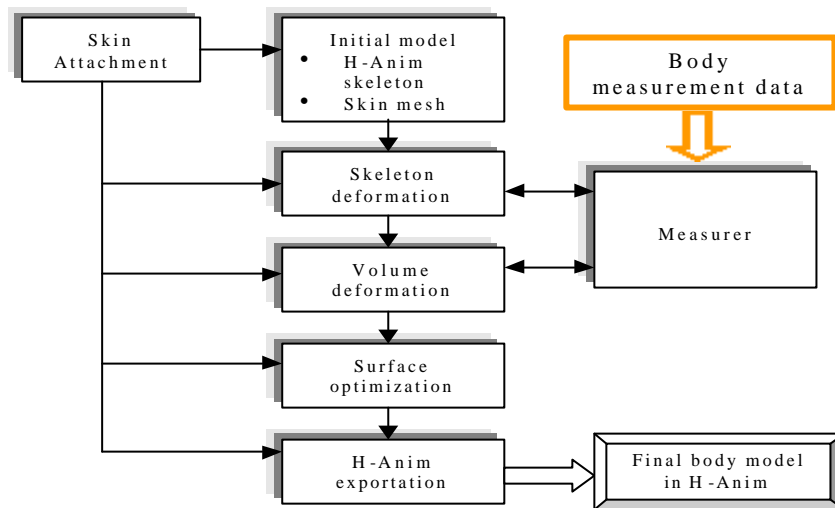 Skin
Attachment
Initial model
• H-Anim
skeleton
• Skin mesh
Body
measurement data
Skeleton
deformation
Measurer
Volume
deformation
Surface
optimization
H-Anim
exportation
Final body model
in H-Anim